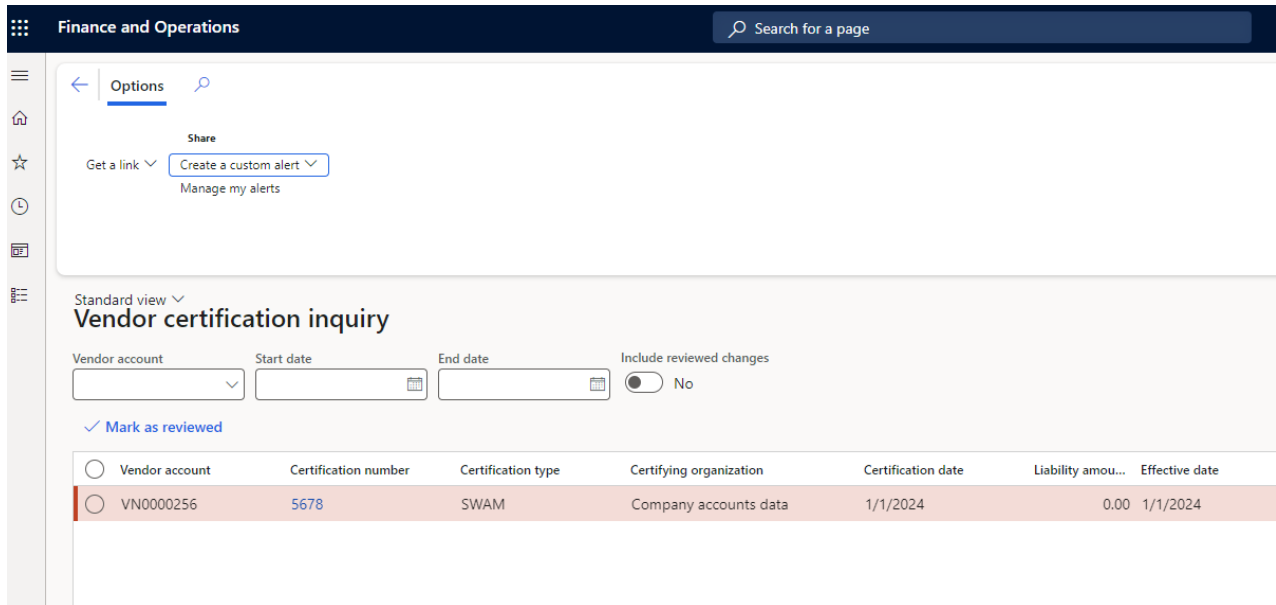 Finance and Operations
Search for a page
Options
Share
Get a link
Create a custom alert
Manage my alerts
Standard view
Vendor certification inquiry
Vendor account Start date End date Include reviewed changes
No
Mark as reviewed
Vendor account Certification number Certification type Certifying organization Certification date Liability amou... Effective date
VN0000256 5678 SWAM Company accounts data 1/1/2024 0.00 1/1/2024